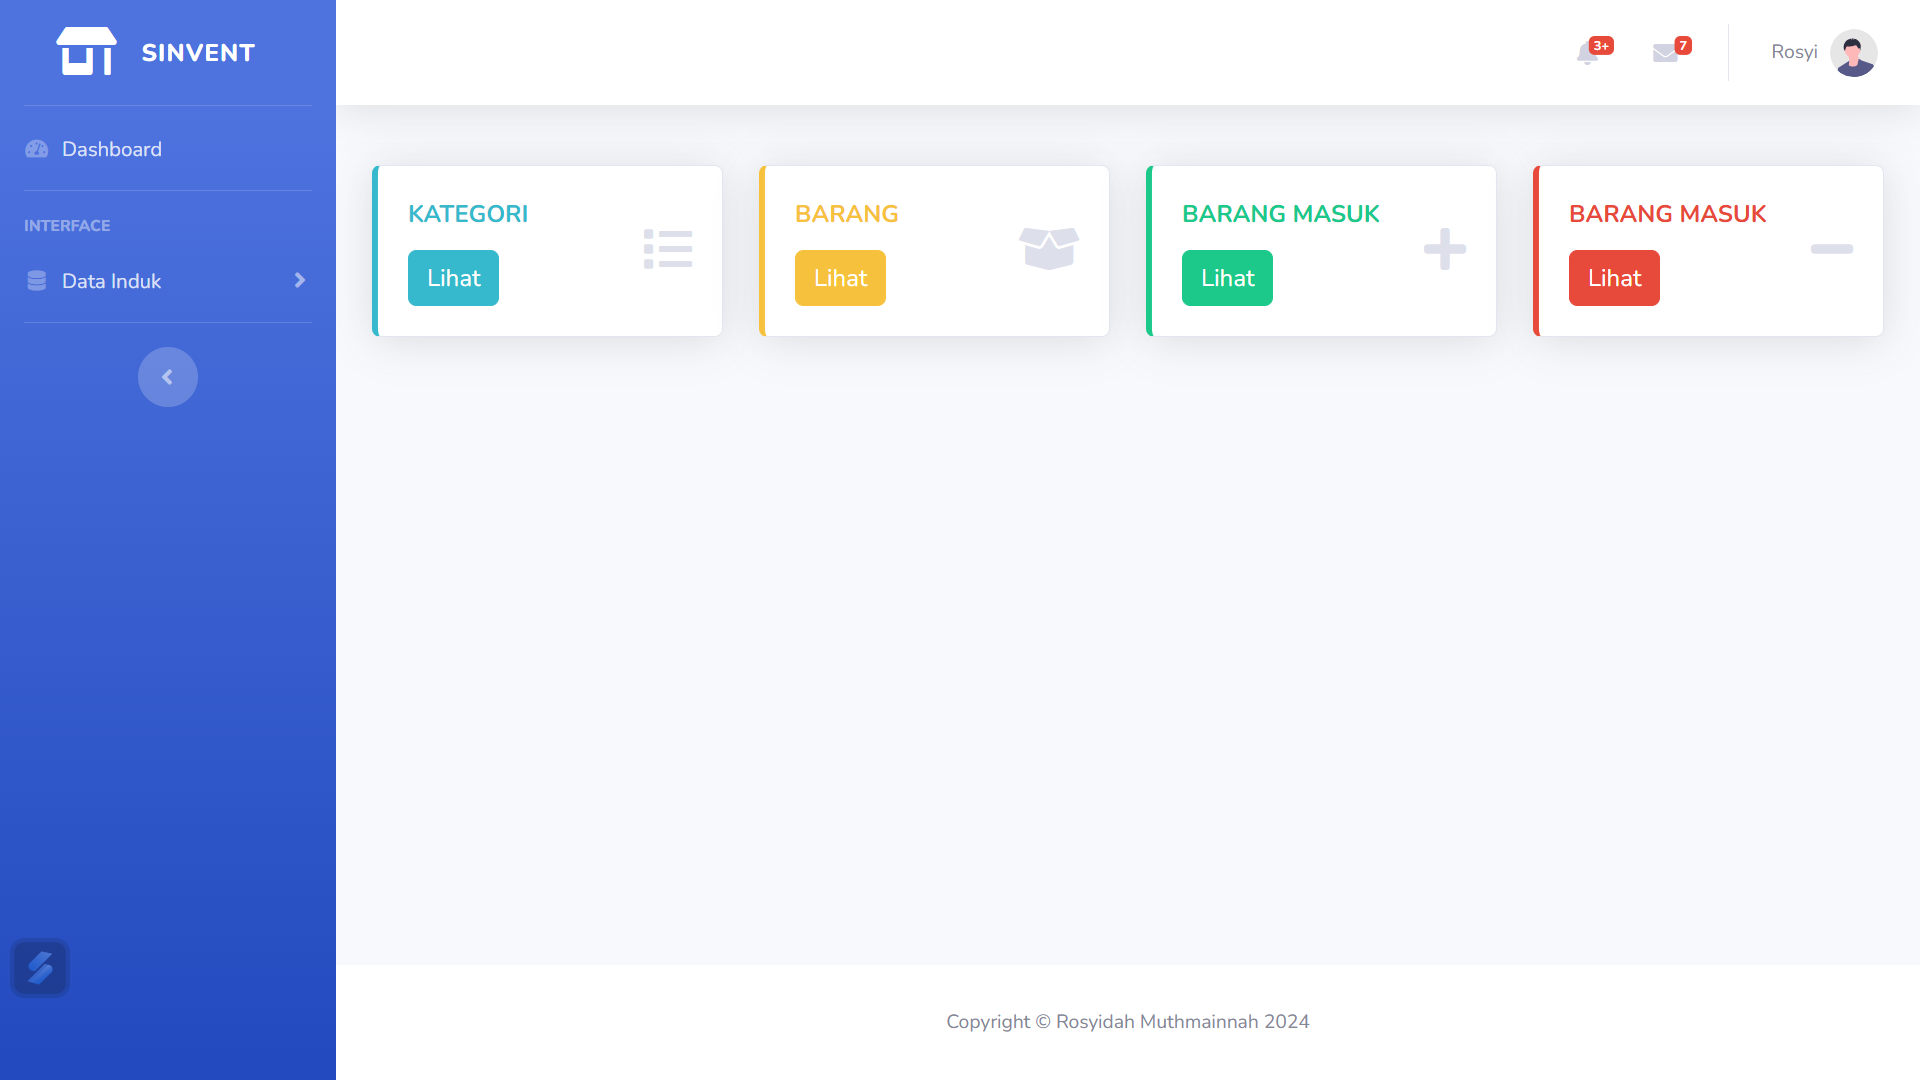 SINVENT
Dashboard
INTERFACE
Data Induk
3+
7
Rosyi
KATEGORI
Lihat
BARANG
Lihat
BARANG MASUK
Lihat
BARANG MASUK
Lihat
Copyright © Rosyidah Muthmainnah 2024